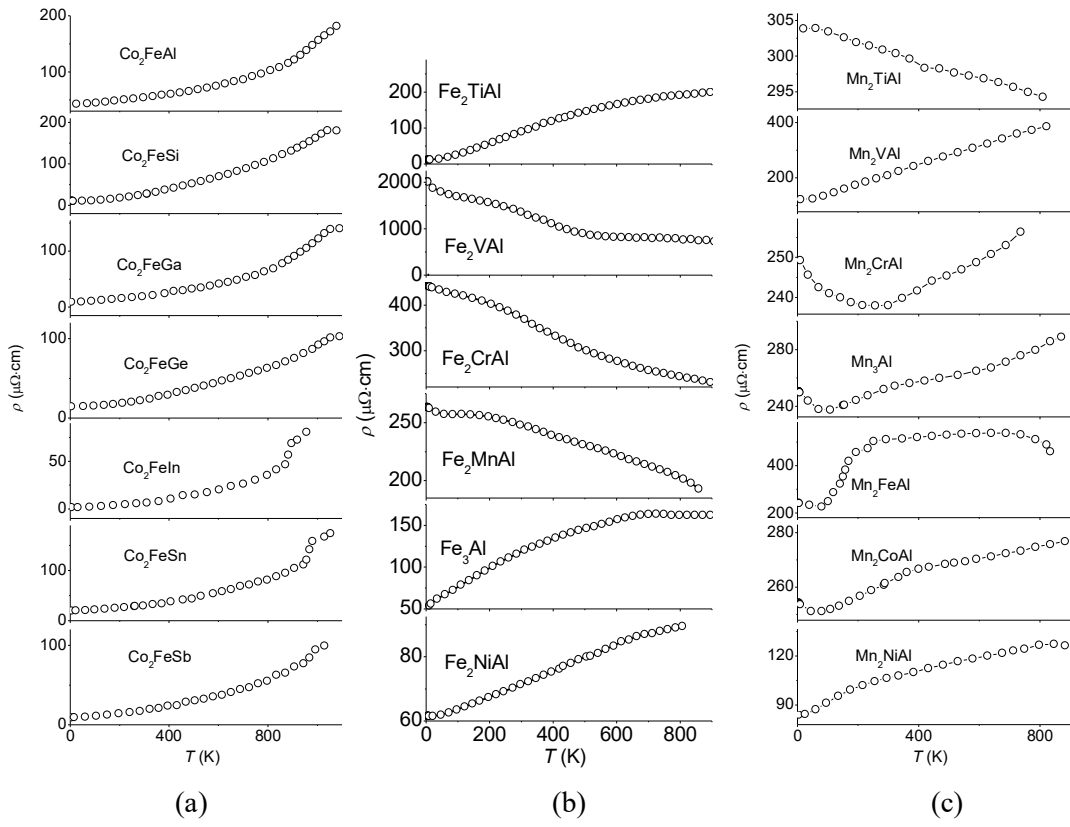 200
100
Co₂FeAl
200
100
0
Co₂FeSi
100
0
Co₂FeGa
100
0
Co₂FeGe
50
0
Co₂FeIn
100
0
Co₂FeSn
100
0
Co₂FeSb
ρ (μΩ·cm)
0 400 800
T (K)
(a)
200
100
0
Fe₂TiAl
2000
1000
0
Fe₂VAl
400
300
Fe₂CrAl
250
200
Fe₂MnAl
150
100
50
Fe₃Al
80
60
Fe₂NiAl
ρ (μΩ·cm)
0 200 400 600 800
T (K)
(b)
305
300
295
Mn₂TiAl
400
200
Mn₂VAl
250
240
Mn₂CrAl
280
240
Mn₃Al
400
200
Mn₂FeAl
280
260
Mn₂CoAl
120
90
Mn₂NiAl
ρ (μΩ·cm)
0 400 800
T (K)
(c)